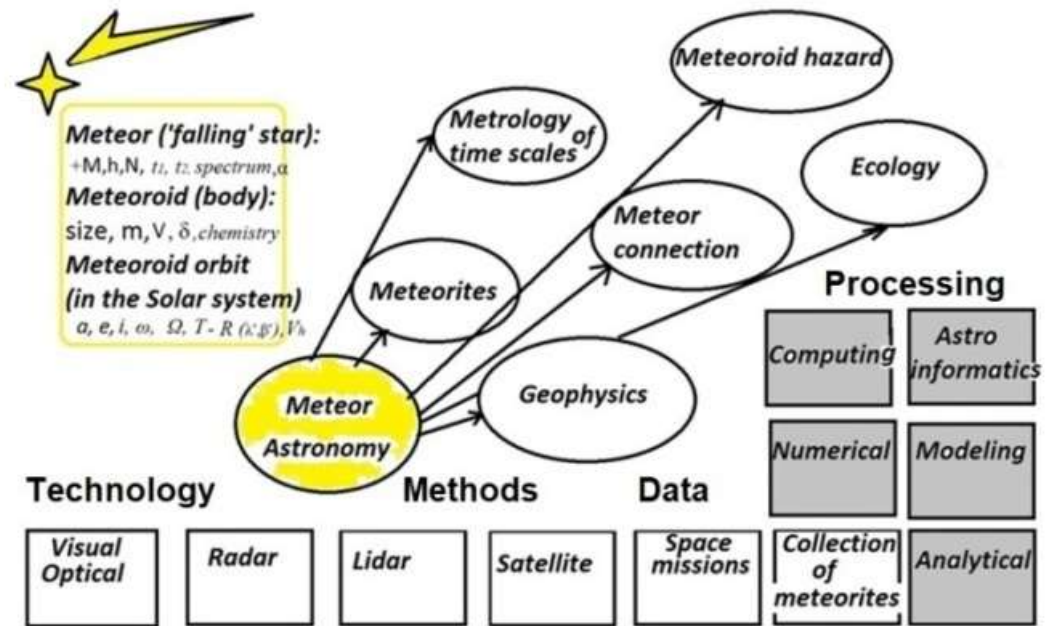 Meteor ('falling' star):
+M,h,N, t1, t2, spectrum,α
Meteoroid (body):
size, m,V, δ,chemistry
Meteoroid orbit
(in the Solar system)
a, e, i, ω, Ω, T- R (λ',β'),Vh
Metrology of
time scales
Meteoroid hazard
Ecology
Meteor
connection
Meteorites
Geophysics
Meteor
Astronomy
Processing
Computing
Astro
informatics
Numerical
Modeling
Technology
Methods
Data
Visual
Optical
Radar
Lidar
Satellite
Space
missions
Collection
of
meteorites
Analytical